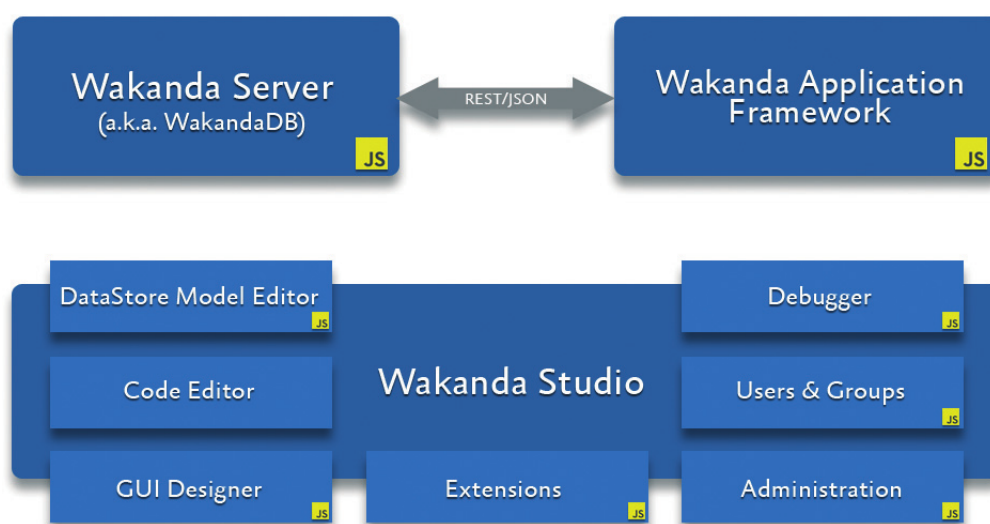 Wakanda Server
(a.k.a. WakandaDB)
JS
REST/JSON
Wakanda Application
Framework
JS
DataStore Model Editor
JS
Debugger
JS
Code Editor
Wakanda Studio
Users & Groups
JS
GUI Designer
JS
Extensions
JS
Administration
JS